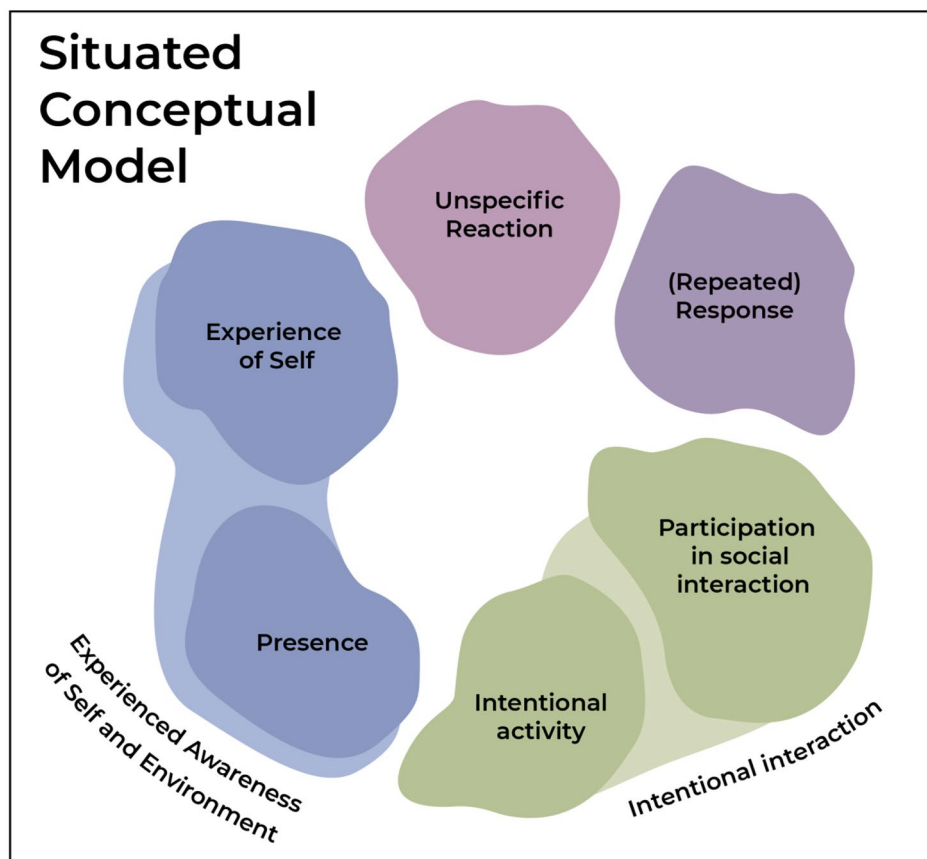 Situated
Conceptual
Model
Unspecific
Reaction
(Repeated)
Response
Experience
of Self
Participation
in social
interaction
Presence
Intentional
activity
Experienced Awareness
of Self and Environment
Intentional interaction